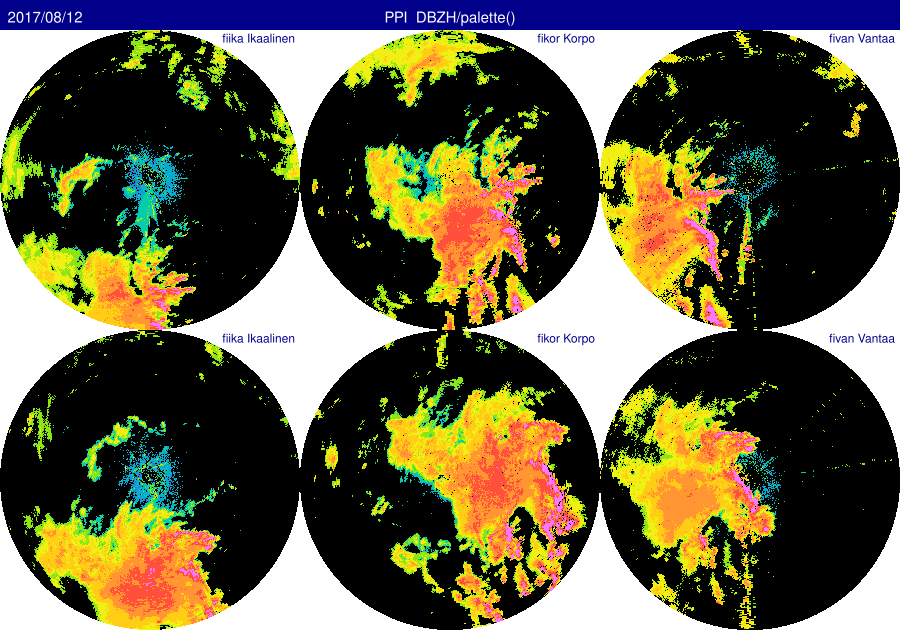 2017/08/12 PPI DBZH/palette()
fiika Ikaalinen fikor Korpo fivan Vantaa
fiika Ikaalinen fikor Korpo fivan Vantaa